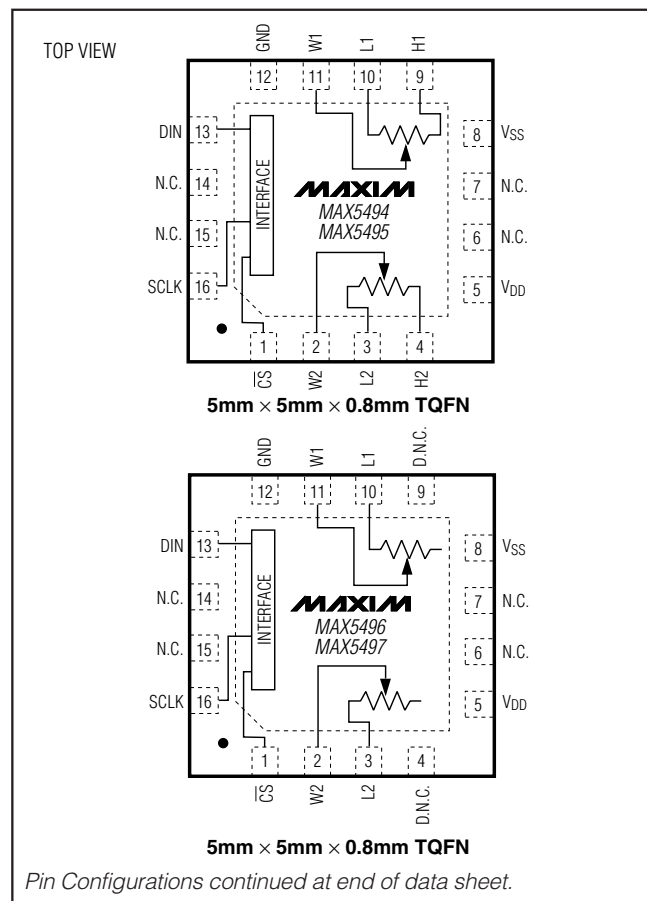 TOP VIEW
GND
W1
L1
H1
12
11
10
9
DIN
13
8
VSS
N.C.
14
7
N.C.
INTERFACE
MAXIM
MAX5494
MAX5495
N.C.
15
6
N.C.
SCLK
16
5
VDD
1
2
3
4
CS
W2
L2
H2
5mm × 5mm × 0.8mm TQFN
GND
W1
L1
D.N.C.
12
11
10
9
DIN
13
8
VSS
N.C.
14
7
N.C.
INTERFACE
MAXIM
MAX5496
MAX5497
N.C.
15
6
N.C.
SCLK
16
5
VDD
1
2
3
4
CS
W2
L2
D.N.C.
5mm × 5mm × 0.8mm TQFN
Pin Configurations continued at end of data sheet.